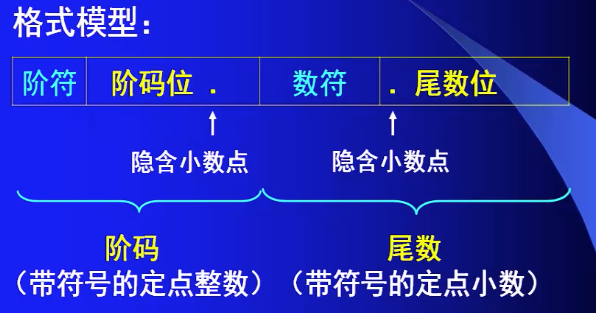 格式模型：
阶符 阶码位 . 数符 . 尾数位
隐含小数点 隐含小数点
阶码 尾数
（带符号的定点整数）（带符号的定点小数）